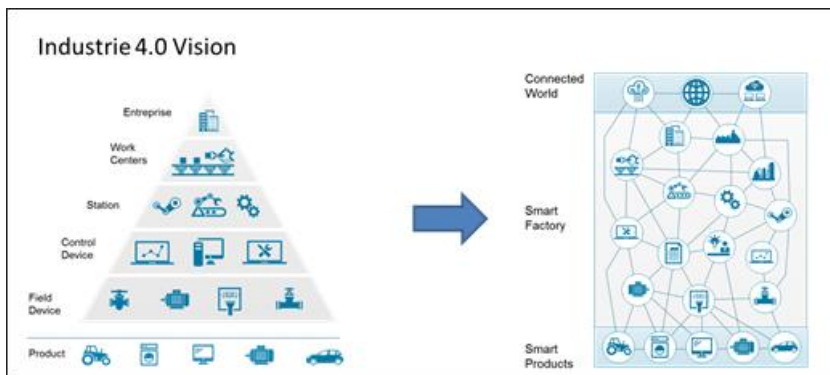 Industrie 4.0 Vision
Entreprise
Work
Centers
Station
Control
Device
Field
Device
Product
Connected
World
Smart
Factory
Smart
Products